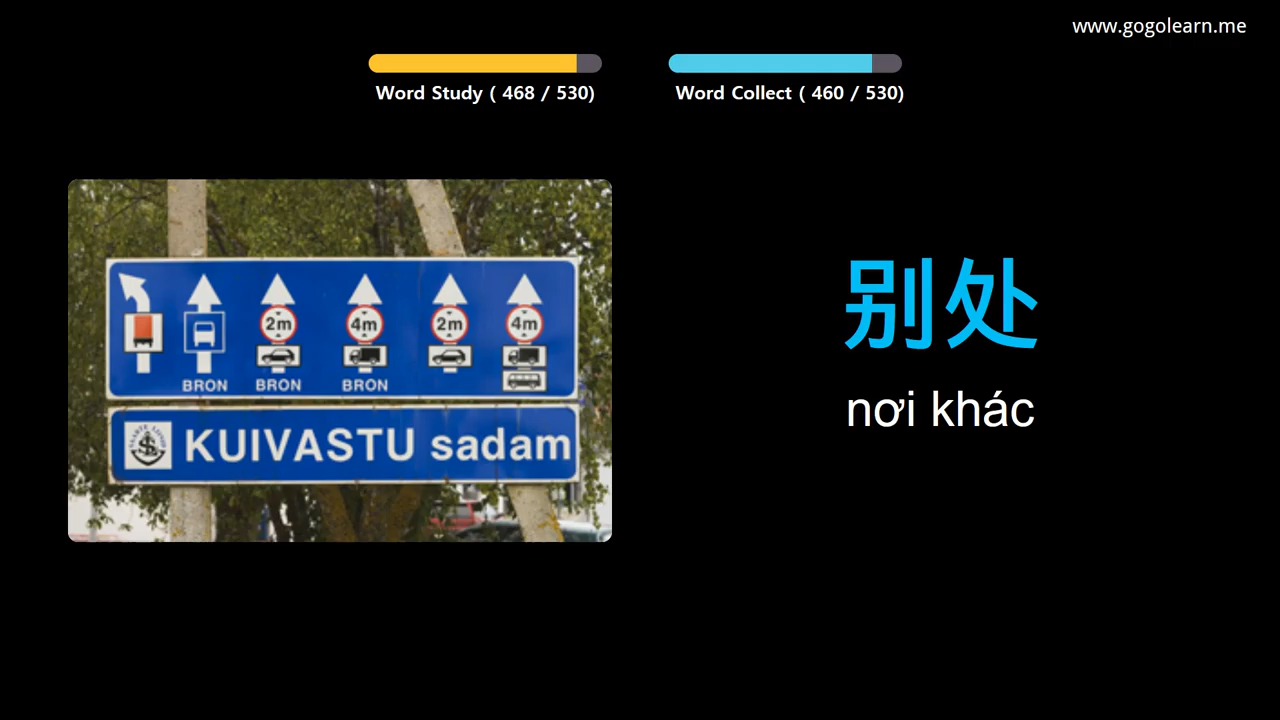 www.gogolearn.me
Word Study ( 468 / 530)
Word Collect ( 460 / 530)
2m 4m 2m 4m
BRON BRON BRON
KUIVASTU sadam
别处
nơi khác